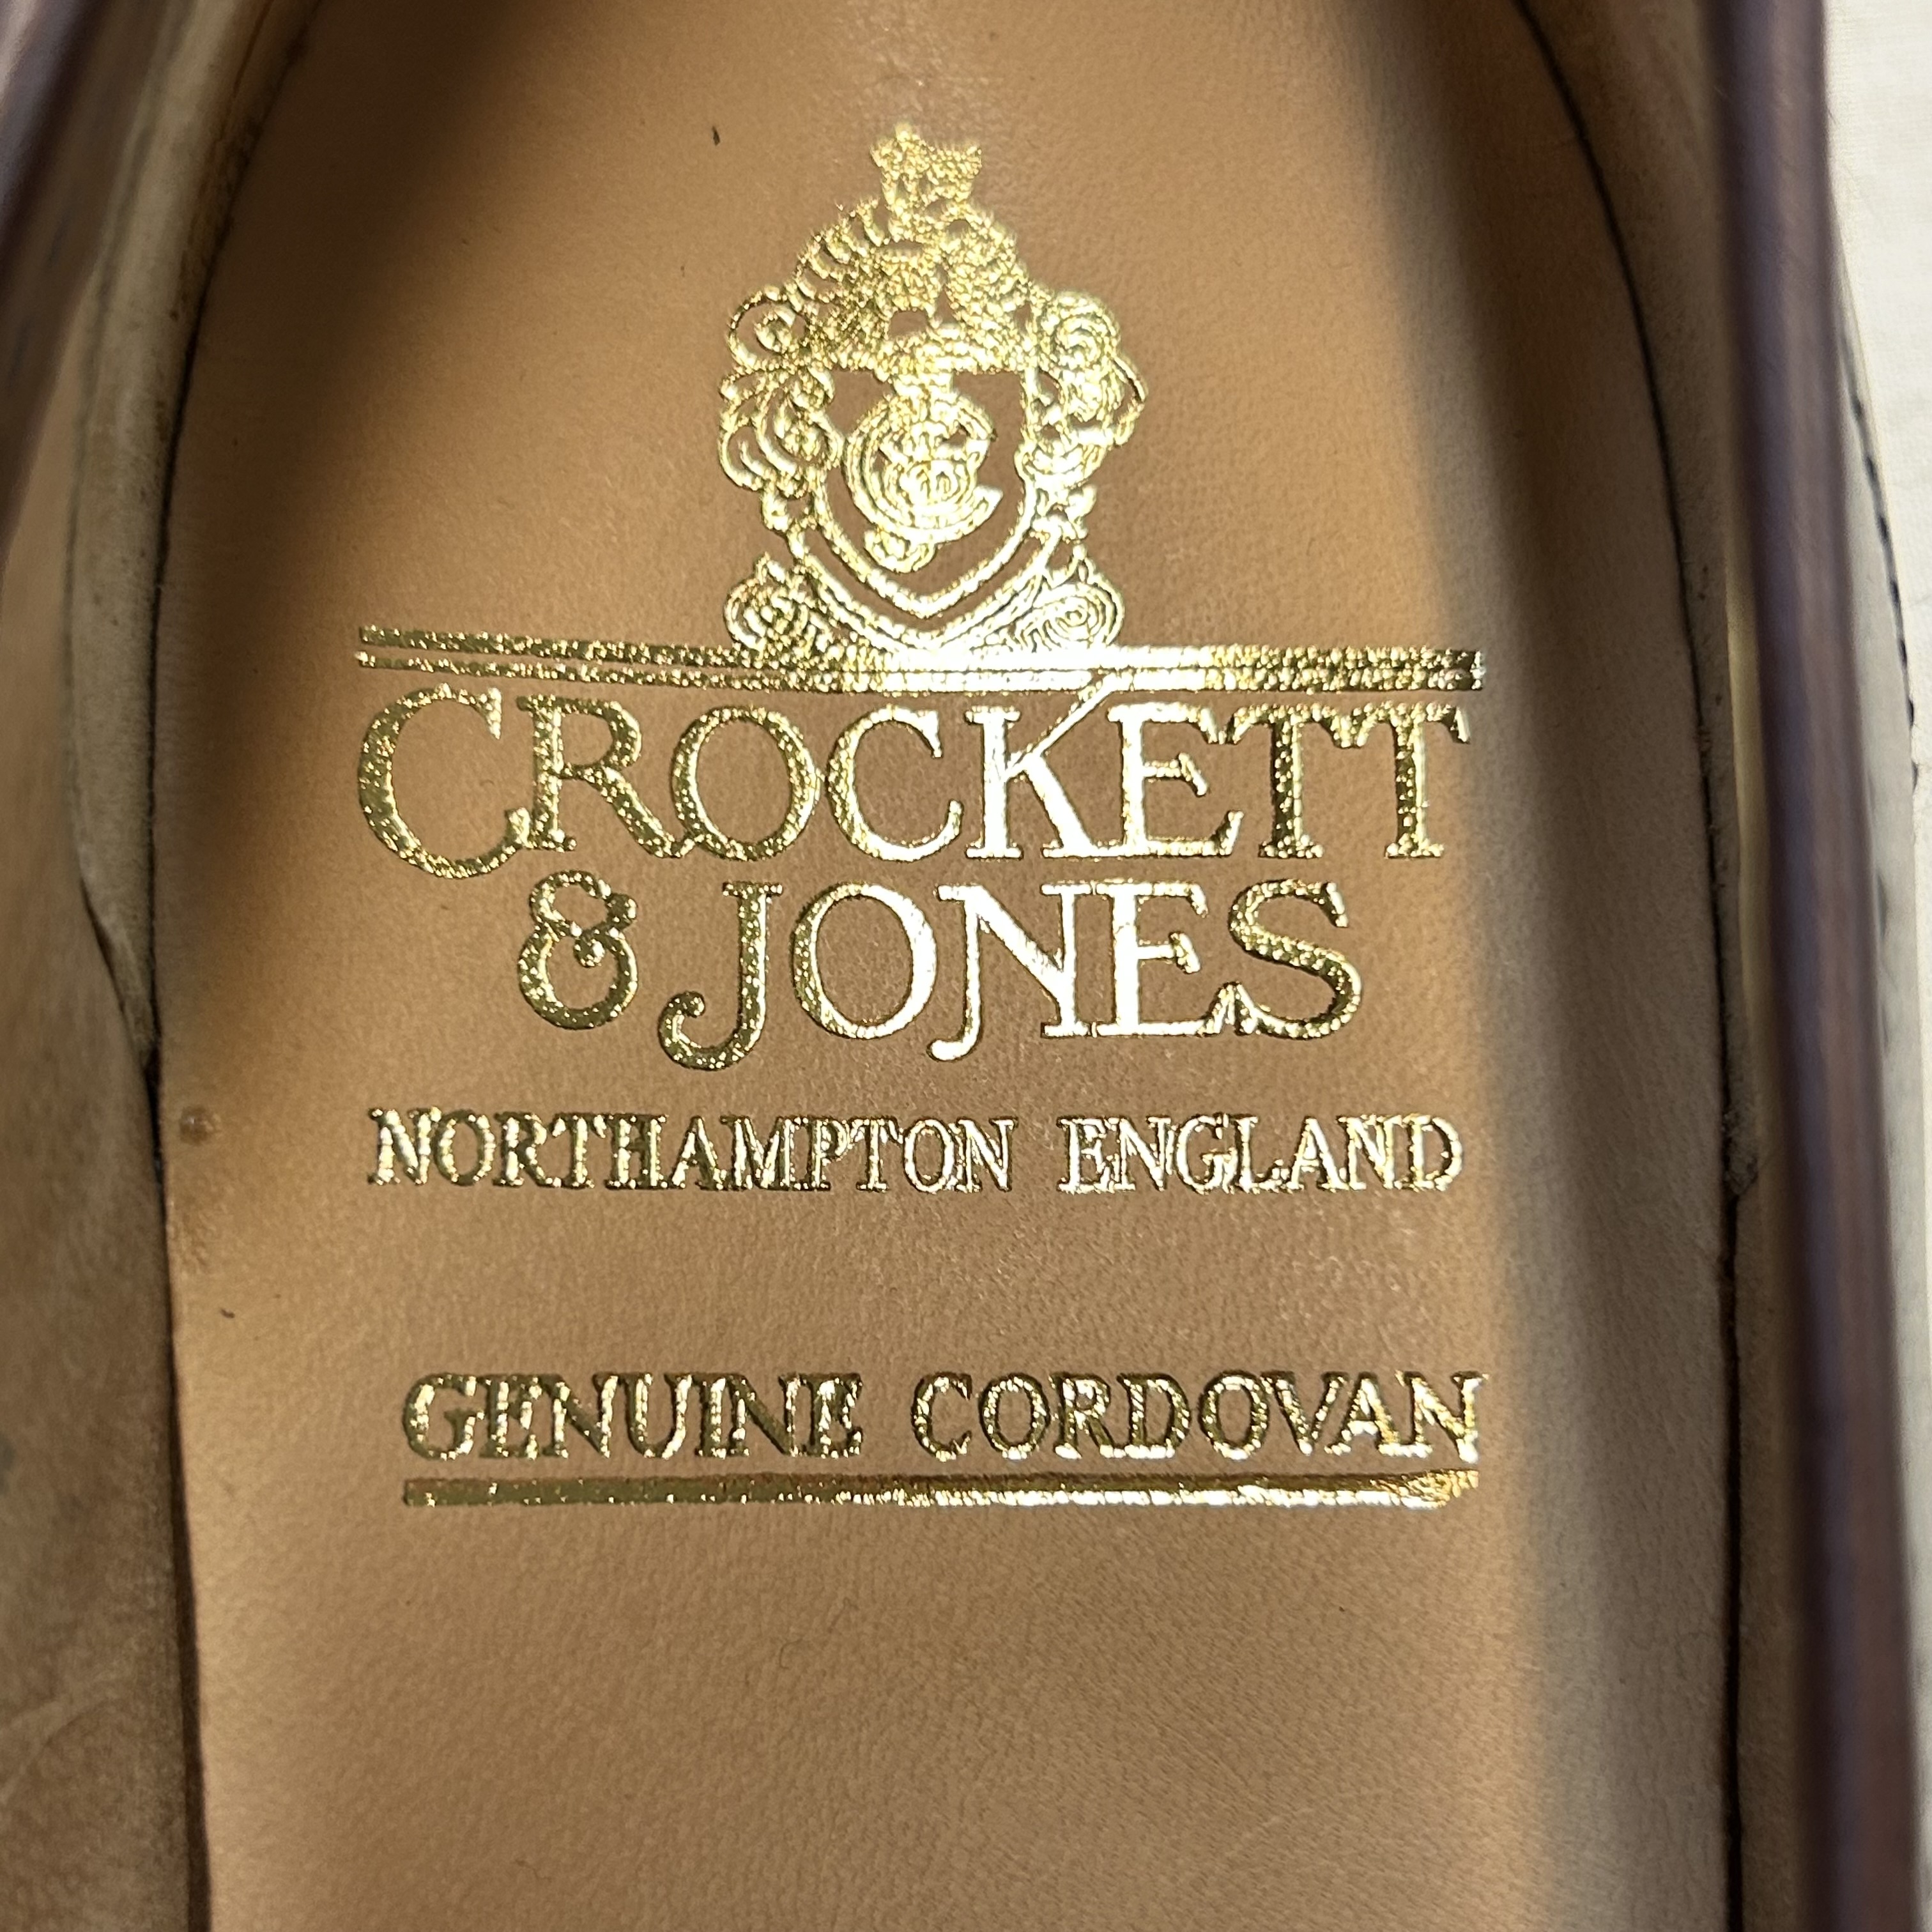 CROCKETT
& JONES
NORTHAMPTON ENGLAND
GENUINE CORDOVAN